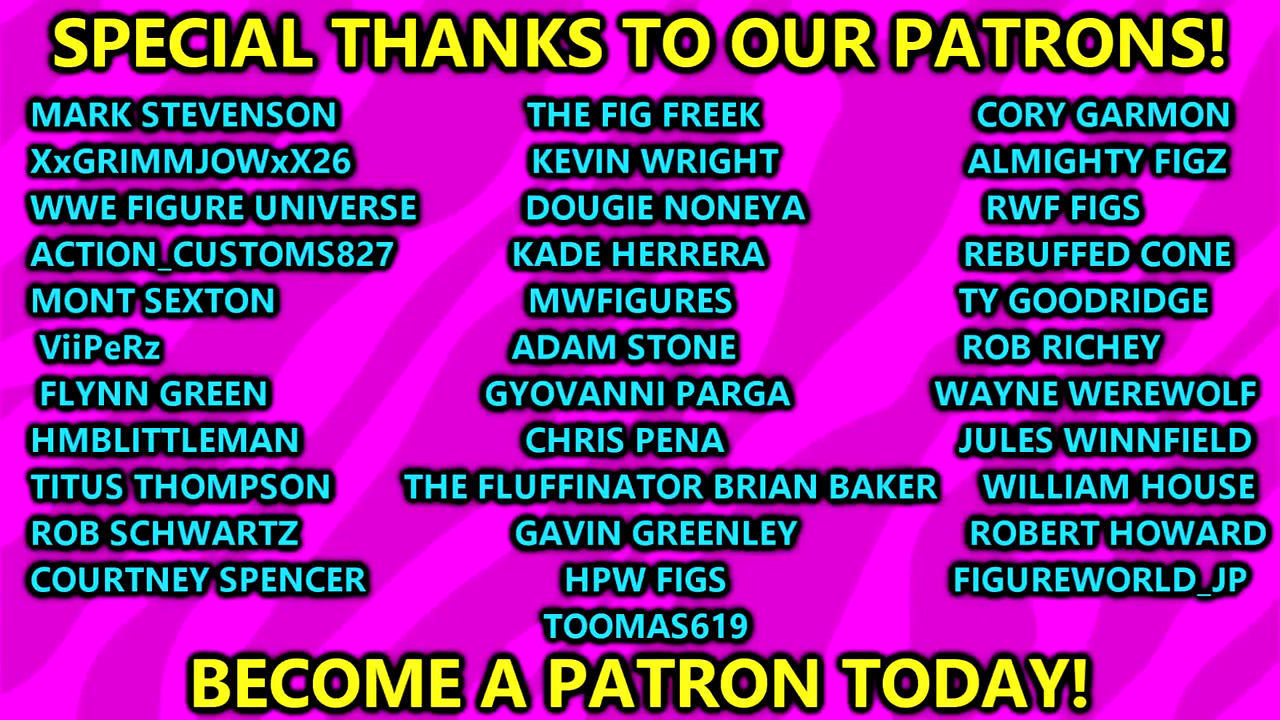 SPECIAL THANKS TO OUR PATRONS!
MARK STEVENSON THE FIG FREEK CORY GARMON
XxGRIMMJOWxX26 KEVIN WRIGHT ALMIGHTY FIGZ
WWE FIGURE UNIVERSE DOUGIE NONEYA RWF FIGS
ACTION_CUSTOMS827 KADE HERRERA REBUFFED CONE
MONT SEXTON MWFIGURES TY GOODRIDGE
ViiPeRz ADAM STONE ROB RICHEY
FLYNN GREEN GYOVANNI PARGA WAYNE WEREWOLF
HMBLITTLEMAN CHRIS PENA JULES WINNFIELD
TITUS THOMPSON THE FLUFFINATOR BRIAN BAKER WILLIAM HOUSE
ROB SCHWARTZ GAVIN GREENLEY ROBERT HOWARD
COURTNEY SPENCER HPW FIGS FIGUREWORLD_JP
TOOMAS619
BECOME A PATRON TODAY!